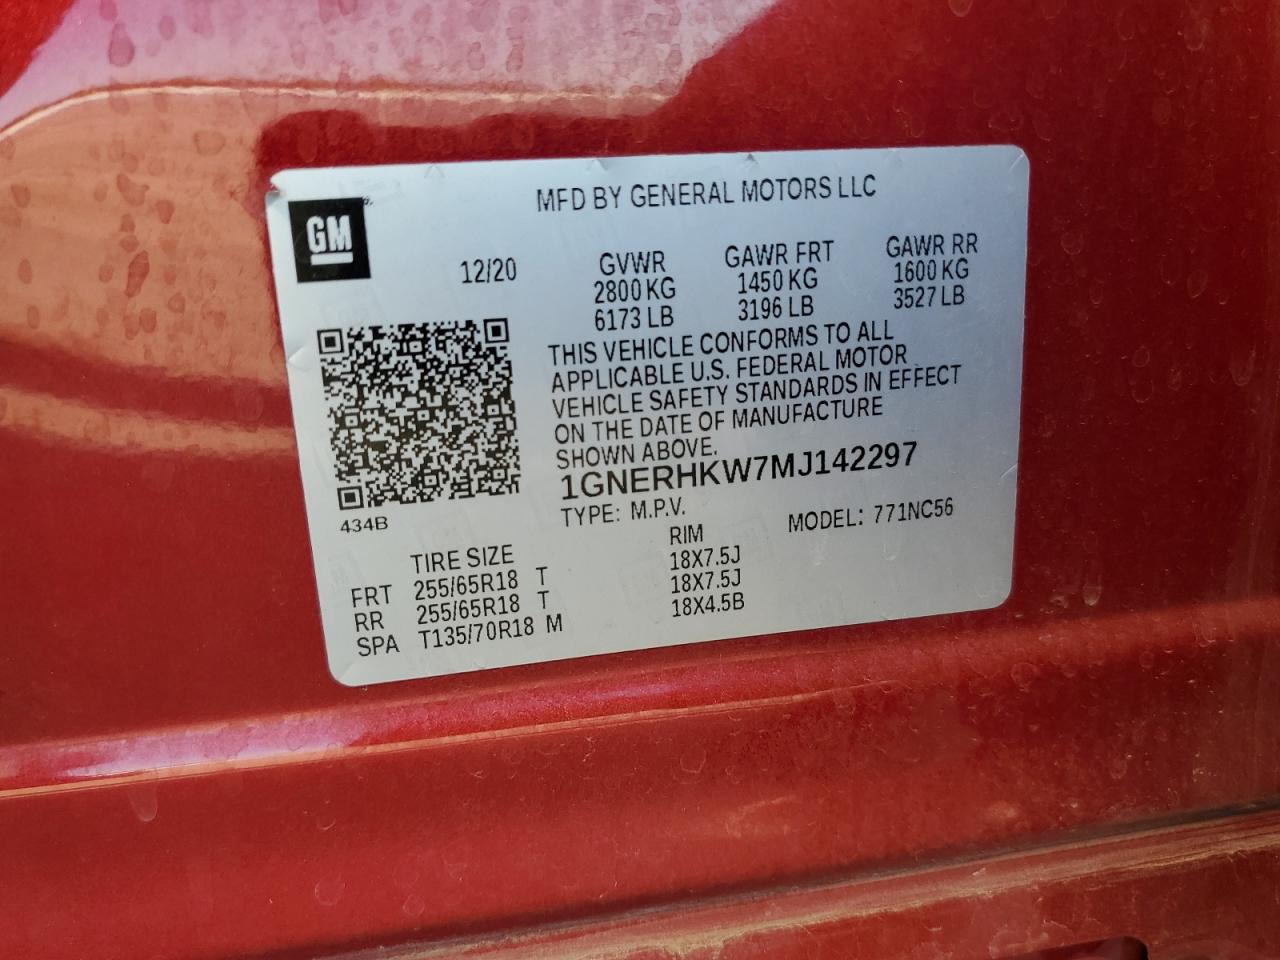 MFD BY GENERAL MOTORS LLC
GM
12/20
GVWR GAWR FRT GAWR RR
2800 KG 1450 KG 1600 KG
6173 LB 3196 LB 3527 LB
THIS VEHICLE CONFORMS TO ALL
APPLICABLE U.S. FEDERAL MOTOR
VEHICLE SAFETY STANDARDS IN EFFECT
ON THE DATE OF MANUFACTURE
SHOWN ABOVE.
1GNERHKW7MJ142297
434B
TYPE: M.P.V. MODEL: 771NC56
TIRE SIZE RIM
FRT 255/65R18 T 18X7.5J
RR 255/65R18 T 18X7.5J
SPA T135/70R18 M 18X4.5B